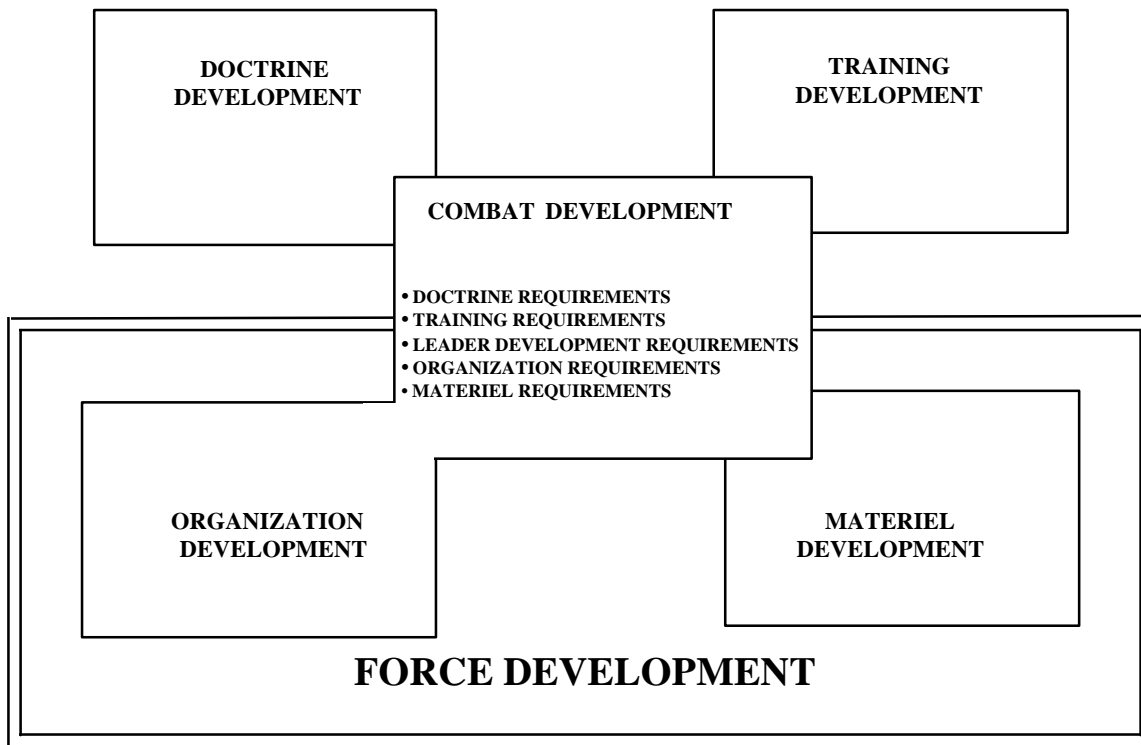 DOCTRINE
DEVELOPMENT
TRAINING
DEVELOPMENT
COMBAT DEVELOPMENT
• DOCTRINE REQUIREMENTS
• TRAINING REQUIREMENTS
• LEADER DEVELOPMENT REQUIREMENTS
• ORGANIZATION REQUIREMENTS
• MATERIEL REQUIREMENTS
ORGANIZATION
DEVELOPMENT
MATERIEL
DEVELOPMENT
FORCE DEVELOPMENT